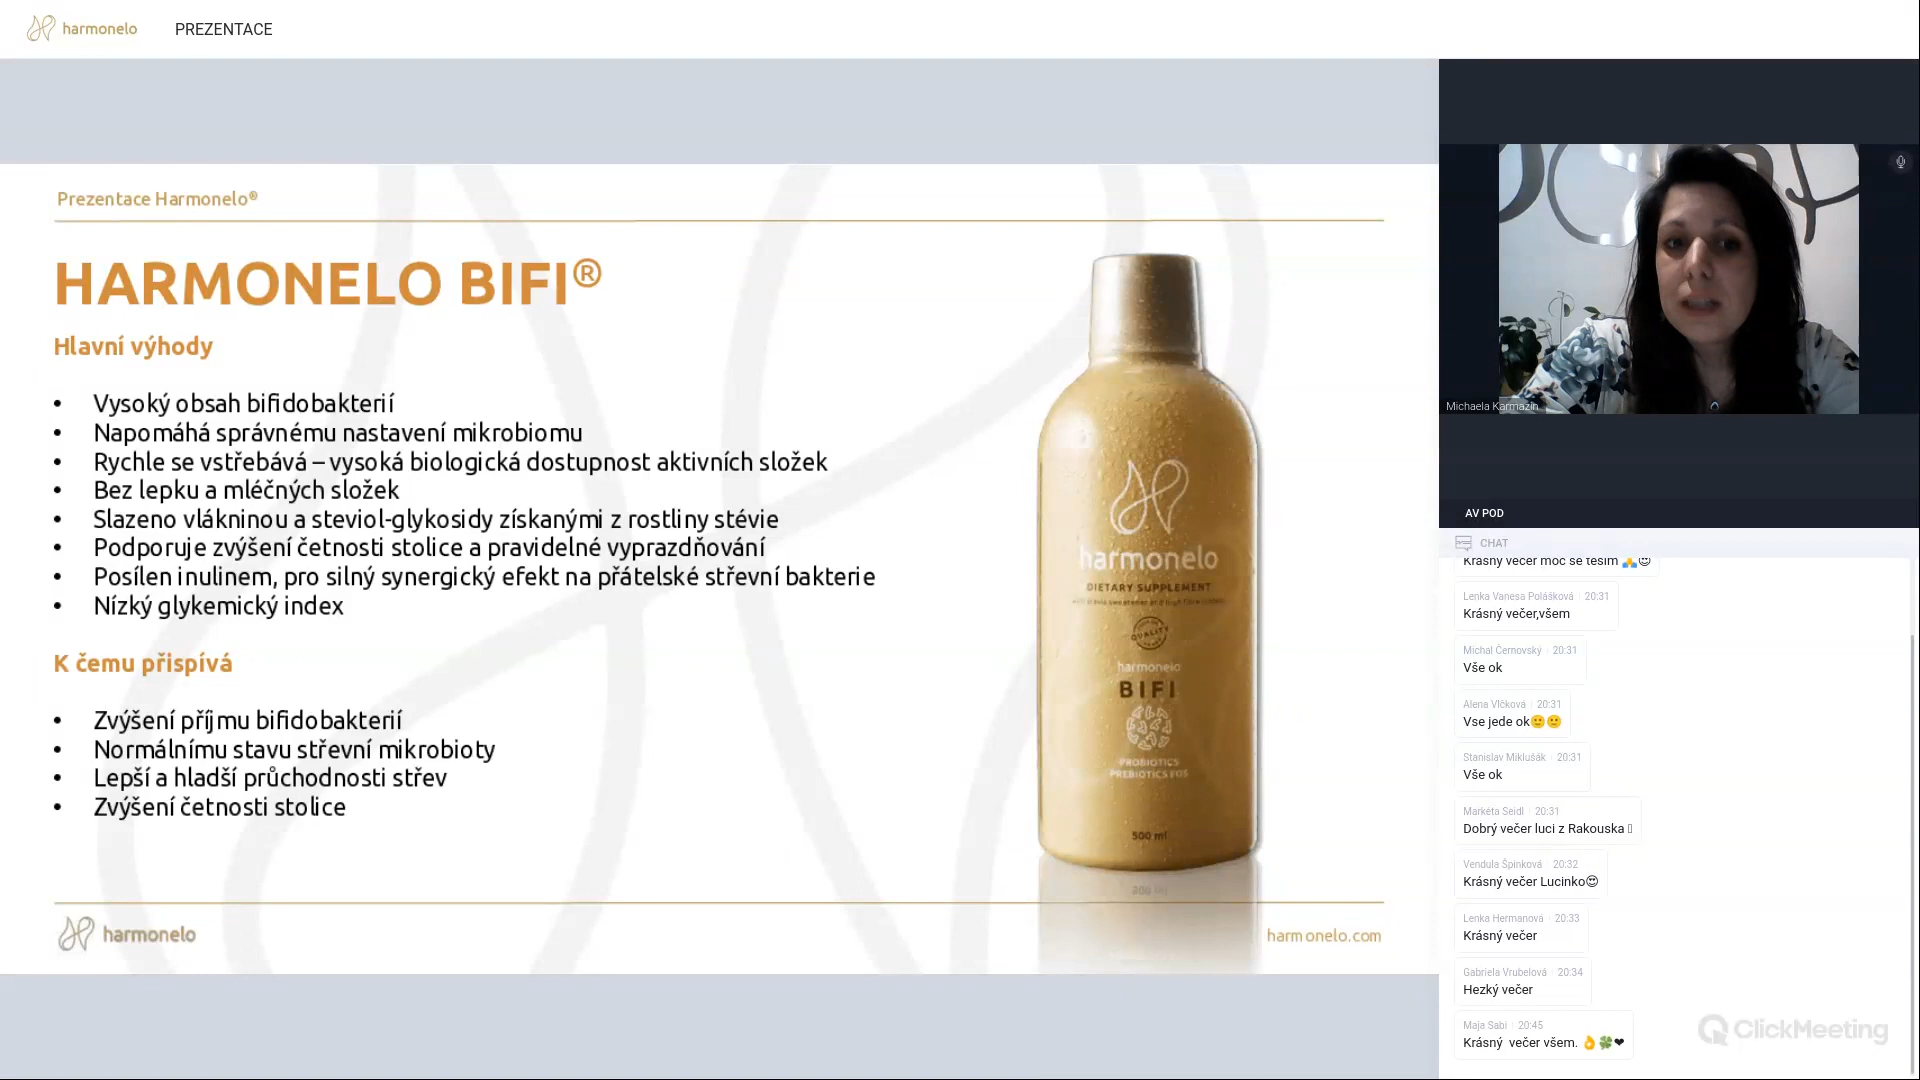 harmonelo
PREZENTACE
Prezentace Harmonelo®
HARMONELO BIFI®
Hlavní výhody
• Vysoký obsah bifidobakterií
• Napomáhá správnému nastavení mikrobiomu
• Rychle se vstřebává – vysoká biologická dostupnost aktivních složek
• Bez lepku a mléčných složek
• Slazeno vlákninou a steviol-glykosidy získanými z rostliny stévie
• Podporuje zvýšení četnosti stolice a pravidelné vyprazdňování
• Posílen inulinem, pro silný synergický efekt na přátelské střevní bakterie
• Nízký glykemický index
K čemu přispívá
• Zvýšení příjmu bifidobakterií
• Normálnímu stavu střevní mikrobioty
• Lepší a hladší průchodnosti střev
• Zvýšení četnosti stolice
harmonelo
DIETARY SUPPLEMENT
QUALITY
harmonelo
BIFI
PROBIOTICS
PREBIOTICS FOS
500 ml
harmonelo
harmonelo.com
Michaela Karmazín
AV POD
CHAT
Krásný večer moc se těším 🙏😍
Lenka Vanesa Polášková 20:31
Krásný večer,všem
Michal Černovský 20:31
Vše ok
Alena Vlčková 20:31
Vse jede ok🙂🙂
Stanislav Miklušák 20:31
Vše ok
Markéta Seidl 20:31
Dobrý večer luci z Rakouska
Vendula Špinková 20:32
Krásný večer Lucinko😍
Lenka Hermanová 20:33
Krásný večer
Gabriela Vrubelová 20:34
Hezký večer
Maja Sabi 20:45
Krásný večer všem. 👌🍀❤
ClickMeeting